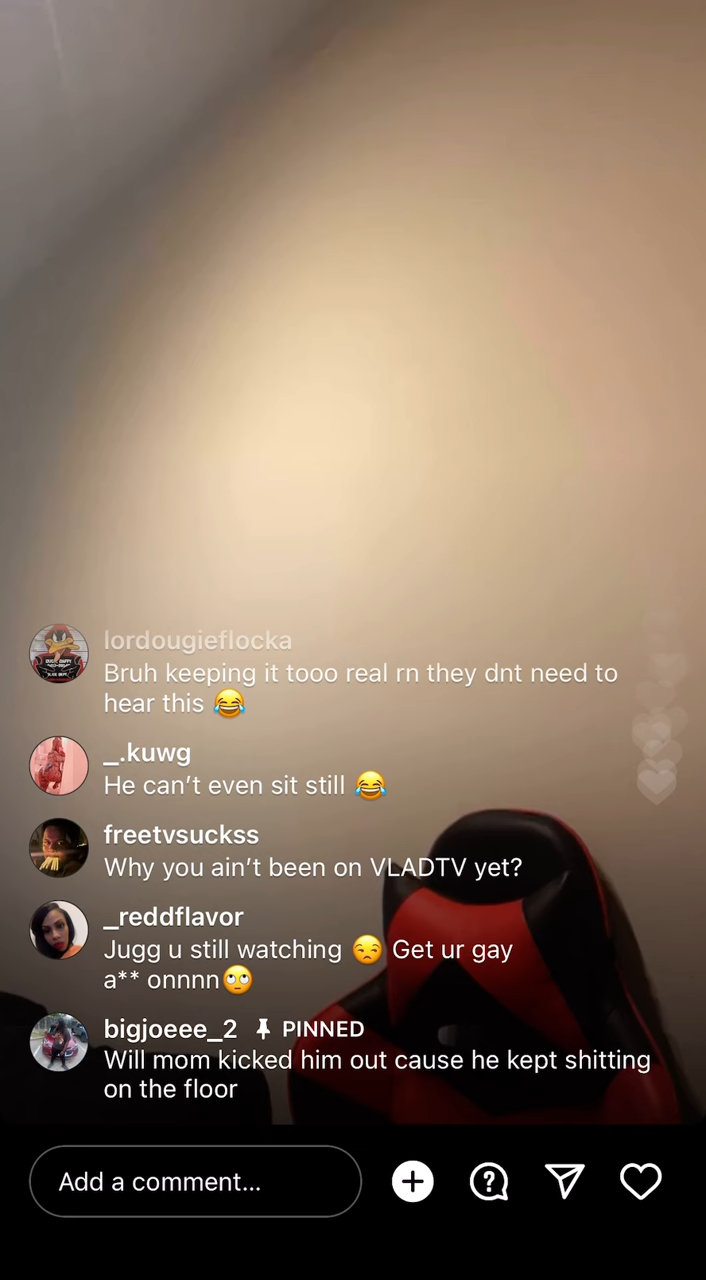 lordougieflocka
Bruh keeping it tooo real rn they dnt need to
hear this 😂
_.kuwg
He can’t even sit still 😂
freetvsuckss
Why you ain’t been on VLADTV yet?
_reddflavor
Jugg u still watching 😒 Get ur gay
a** onnnn🙄
bigjoeee_2 📌 PINNED
Will mom kicked him out cause he kept shitting
on the floor
Add a comment...